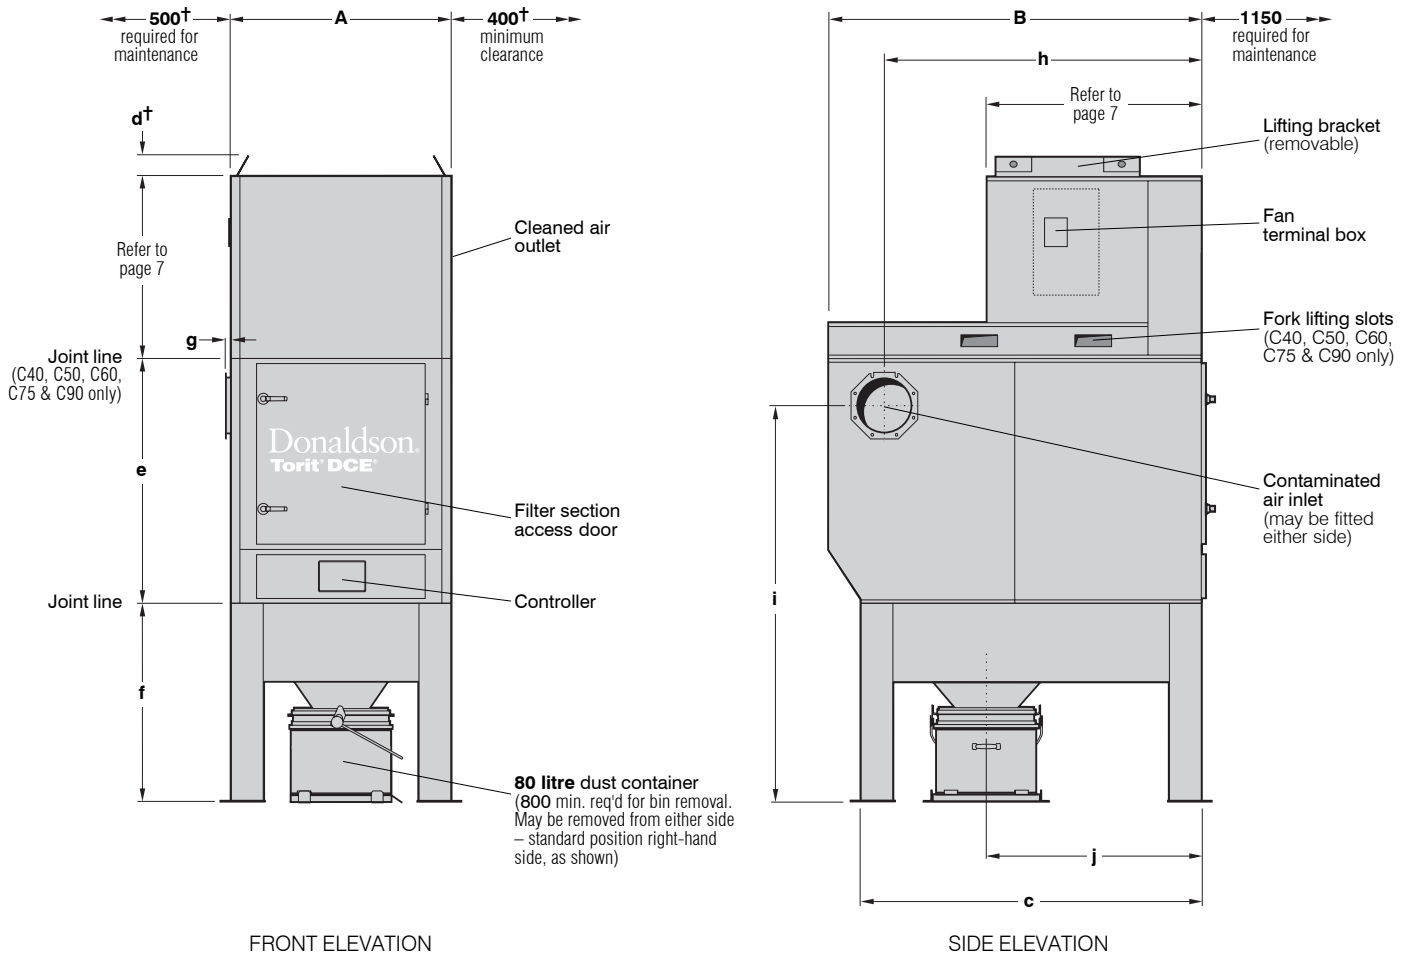 500†
required for
maintenance
A
400†
minimum
clearance
d†
Refer to
page 7
Cleaned air
outlet
g
Joint line
(C40, C50, C60,
C75 & C90 only)
Donaldson®
Torit® DCE®
e
Filter section
access door
Joint line
Controller
f
80 litre dust container
(800 min. req'd for bin removal.
May be removed from either side
– standard position right-hand
side, as shown)
FRONT ELEVATION
B
1150
required for
maintenance
h
Refer to
page 7
Lifting bracket
(removable)
Fan
terminal box
Fork lifting slots
(C40, C50, C60,
C75 & C90 only)
Contaminated
air inlet
(may be fitted
either side)
i
j
c
SIDE ELEVATION